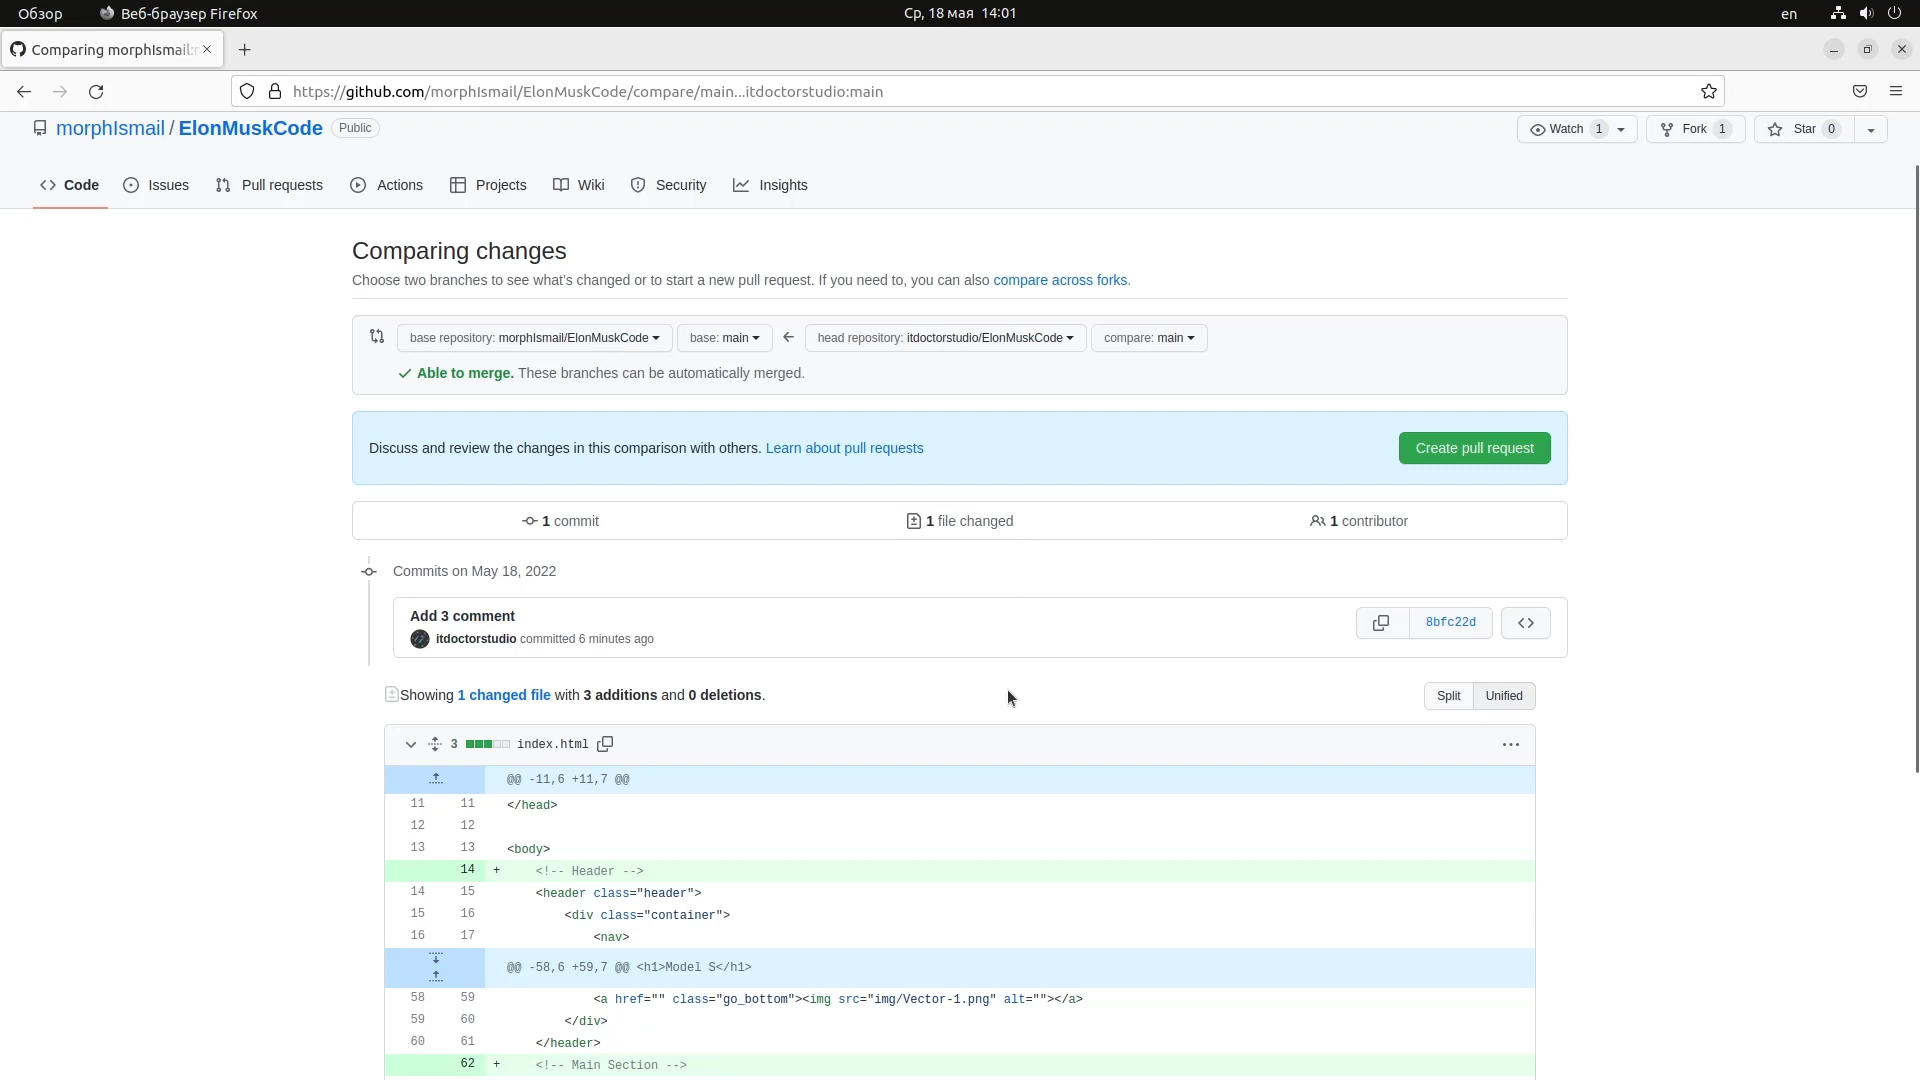 Обзор Веб-браузер Firefox Ср, 18 мая 14:01 en
Comparing morphIsmail:
https://github.com/morphIsmail/ElonMuskCode/compare/main...itdoctorstudio:main
morphIsmail / ElonMuskCode Public Watch 1 Fork 1 Star 0
Code Issues Pull requests Actions Projects Wiki Security Insights
Comparing changes
Choose two branches to see what's changed or to start a new pull request. If you need to, you can also compare across forks.
base repository: morphIsmail/ElonMuskCode base: main head repository: itdoctorstudio/ElonMuskCode compare: main
Able to merge. These branches can be automatically merged.
Discuss and review the changes in this comparison with others. Learn about pull requests Create pull request
1 commit 1 file changed 1 contributor
Commits on May 18, 2022
Add 3 comment
itdoctorstudio committed 6 minutes ago 8bfc22d
Showing 1 changed file with 3 additions and 0 deletions. Split Unified
3 index.html
@@ -11,6 +11,7 @@
11 11 </head>
12 12
13 13 <body>
14 + <!-- Header -->
14 15 <header class="header">
15 16 <div class="container">
16 17 <nav>
@@ -58,6 +59,7 @@ <h1>Model S</h1>
58 59 <a href="" class="go_bottom"><img src="img/Vector-1.png" alt=""></a>
59 60 </div>
60 61 </header>
62 + <!-- Main Section -->